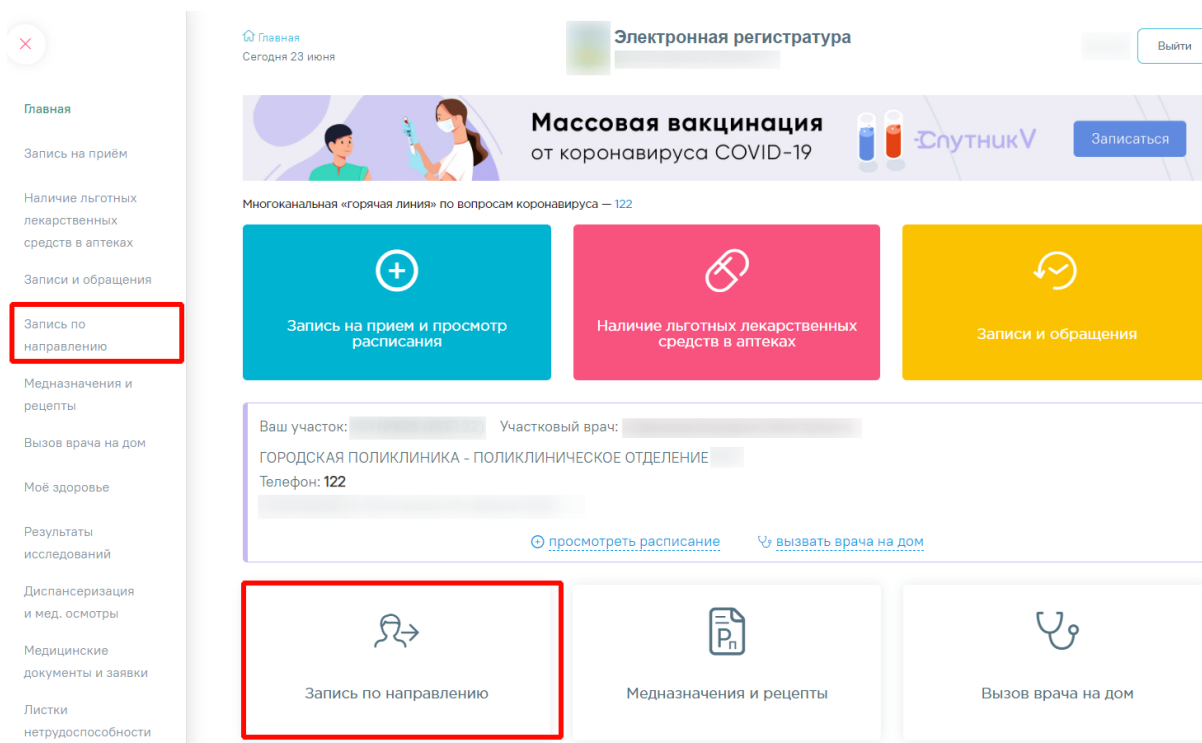 Главная
Запись на приём
Наличие льготных
лекарственных
средств в аптеках
Записи и обращения
Запись по
направлению
Медназначения и
рецепты
Вызов врача на дом
Моё здоровье
Результаты
исследований
Диспансеризация
и мед. осмотры
Медицинские
документы и заявки
Листки
нетрудоспособности
Главная
Сегодня 23 июня
Электронная регистратура
Выйти
Массовая вакцинация
от коронавируса COVID-19
СпутникV
Записаться
Многоканальная «горячая линия» по вопросам коронавируса — 122
Запись на прием и просмотр
расписания
Наличие льготных лекарственных
средств в аптеках
Записи и обращения
Ваш участок:
Участковый врач:
ГОРОДСКАЯ ПОЛИКЛИНИКА - ПОЛИКЛИНИЧЕСКОЕ ОТДЕЛЕНИЕ
Телефон: 122
просмотреть расписание
вызвать врача на дом
Запись по направлению
Рп
Медназначения и рецепты
Вызов врача на дом